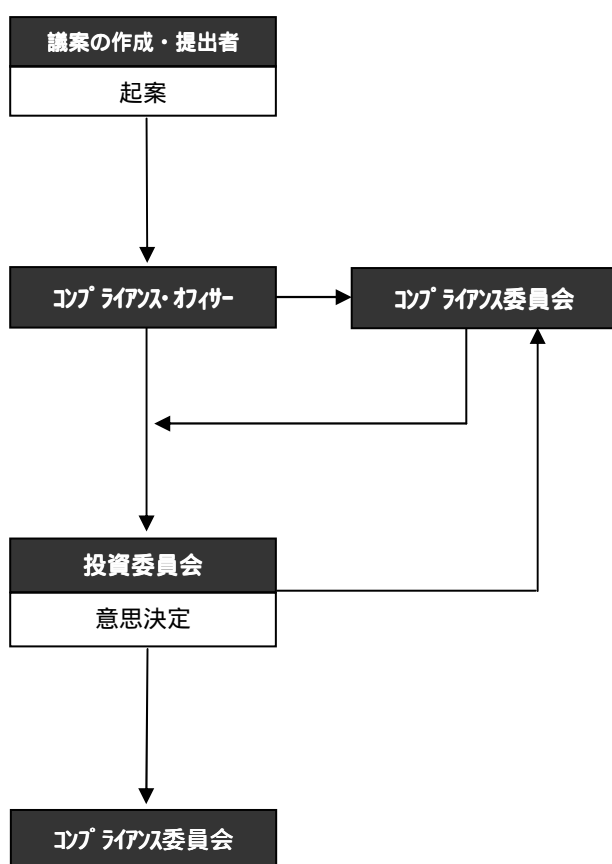 議案の作成・提出者
起案
ｺﾝﾌﾟﾗｲｱﾝｽ･ｵﾌｨｻｰ
ｺﾝﾌﾟﾗｲｱﾝｽ委員会
投資委員会
意思決定
ｺﾝﾌﾟﾗｲｱﾝｽ委員会